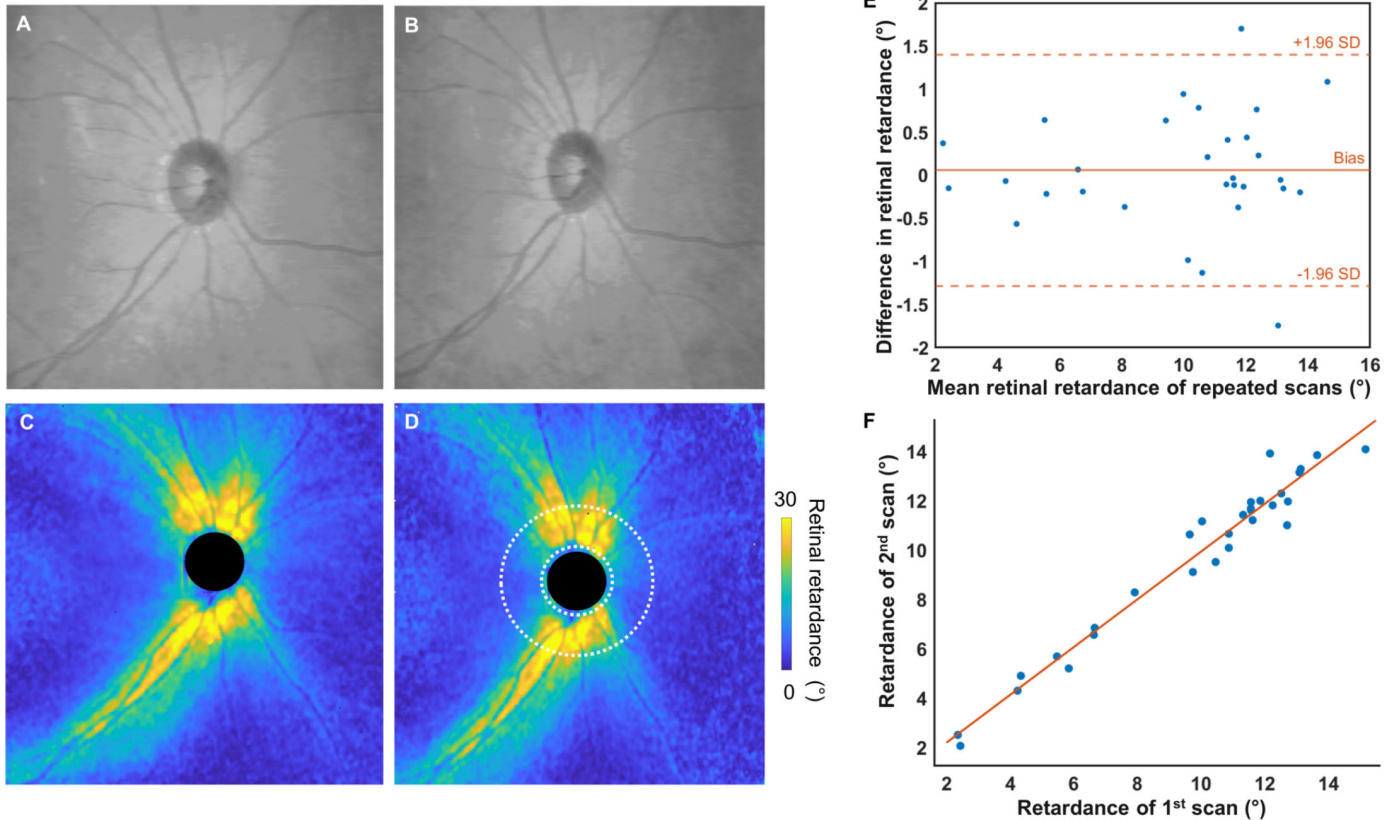 A
B
C
D
30
Retinal retardance (°)
0
E
Difference in retinal retardance (°)
2
1.5
1
0.5
0
-0.5
-1
-1.5
-2
+1.96 SD
Bias
-1.96 SD
2 4 6 8 10 12 14 16
Mean retinal retardance of repeated scans (°)
F
Retardance of 2nd scan (°)
14
12
10
8
6
4
2
2 4 6 8 10 12 14
Retardance of 1st scan (°)